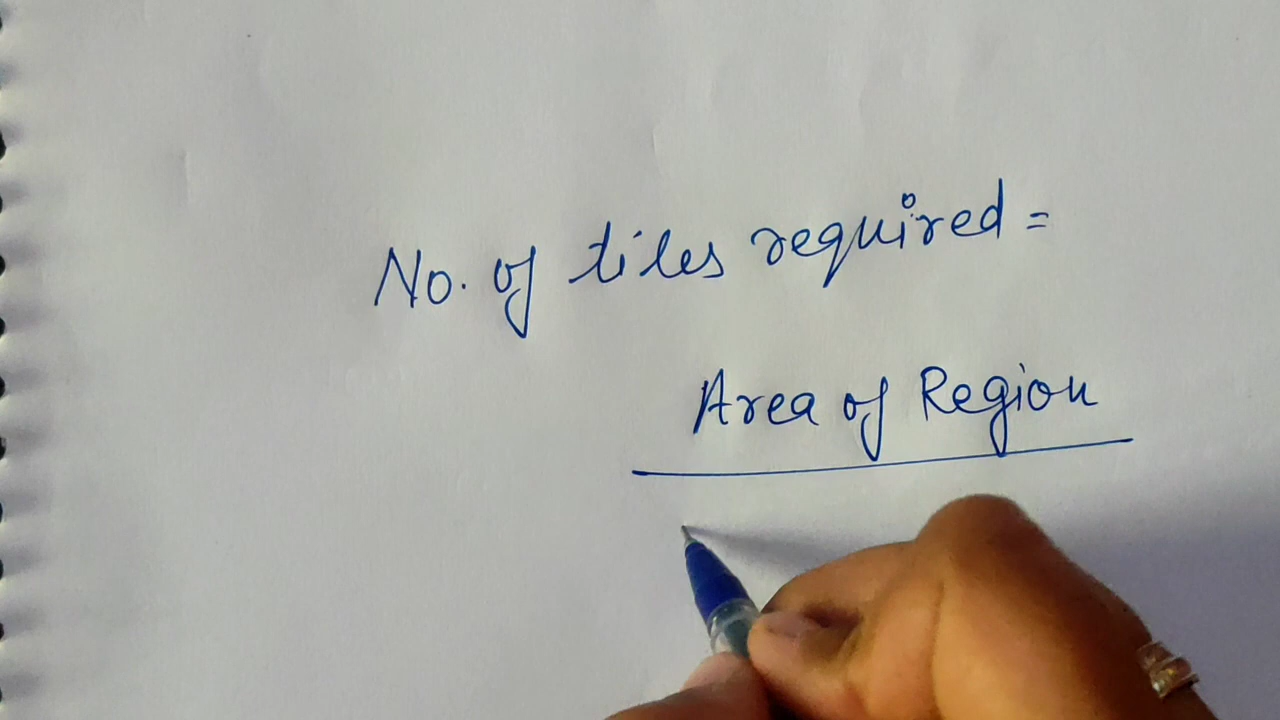 No. of tiles required =
Area of Region